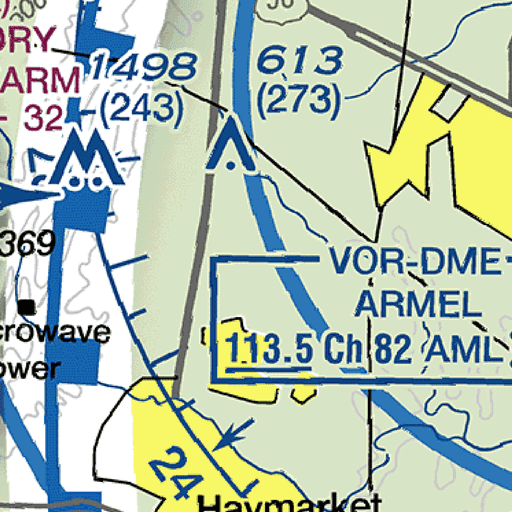 ORY
ARM
- 32
1498
(243)
613
(273)
369
VOR-DME
ARMEL
113.5 Ch 82 AML
crowave
ower
24
Haymarket